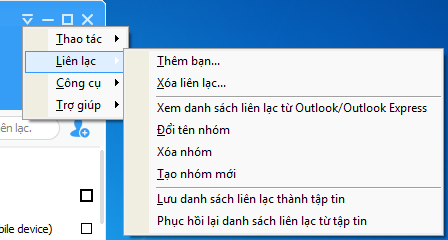 Thao tác
Liên lạc
Công cụ
Trợ giúp
Thêm bạn...
Xóa liên lạc...
Xem danh sách liên lạc từ Outlook/Outlook Express
Đổi tên nhóm
Xóa nhóm
Tạo nhóm mới
Lưu danh sách liên lạc thành tập tin
Phục hồi lại danh sách liên lạc từ tập tin
liên lạc.
bile device)